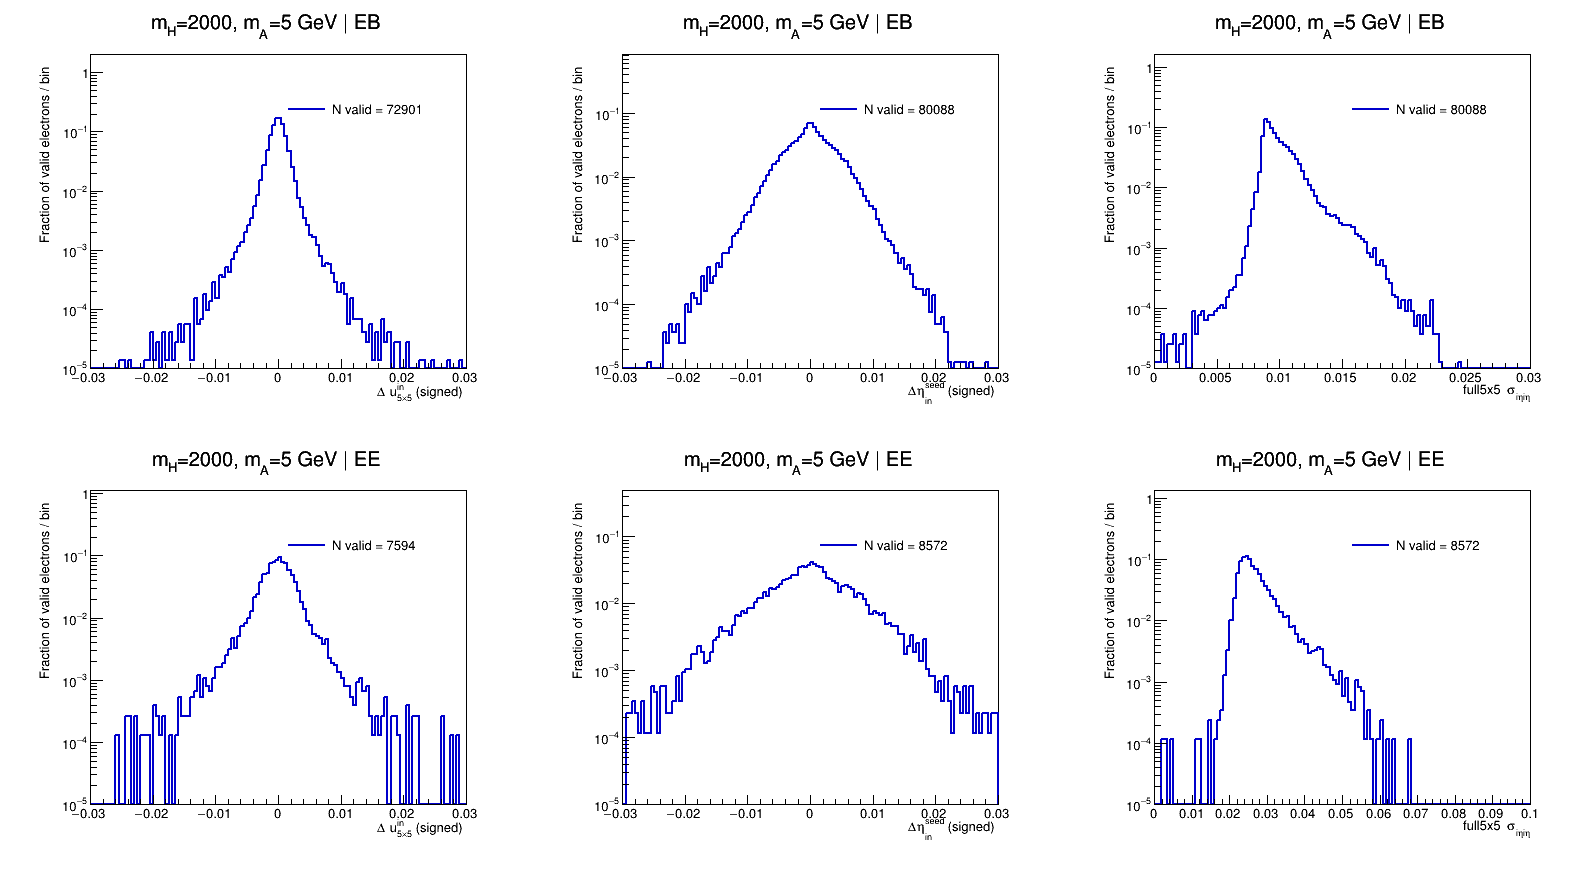 m_H=2000, m_A=5 GeV | EB
Fraction of valid electrons / bin
N valid = 72901
1
10^−1
10^−2
10^−3
10^−4
10^−5
−0.03 −0.02 −0.01 0 0.01 0.02 0.03
Δ u^in_5×5 (signed)
m_H=2000, m_A=5 GeV | EB
Fraction of valid electrons / bin
N valid = 80088
10^−1
10^−2
10^−3
10^−4
10^−5
−0.03 −0.02 −0.01 0 0.01 0.02 0.03
Δη^seed_in (signed)
m_H=2000, m_A=5 GeV | EB
Fraction of valid electrons / bin
N valid = 80088
1
10^−1
10^−2
10^−3
10^−4
10^−5
0 0.005 0.01 0.015 0.02 0.025 0.03
full5x5 σ_iηiη
m_H=2000, m_A=5 GeV | EE
Fraction of valid electrons / bin
N valid = 7594
1
10^−1
10^−2
10^−3
10^−4
10^−5
−0.03 −0.02 −0.01 0 0.01 0.02 0.03
Δ u^in_5×5 (signed)
m_H=2000, m_A=5 GeV | EE
Fraction of valid electrons / bin
N valid = 8572
10^−1
10^−2
10^−3
10^−4
10^−5
−0.03 −0.02 −0.01 0 0.01 0.02 0.03
Δη^seed_in (signed)
m_H=2000, m_A=5 GeV | EE
Fraction of valid electrons / bin
N valid = 8572
1
10^−1
10^−2
10^−3
10^−4
10^−5
0 0.01 0.02 0.03 0.04 0.05 0.06 0.07 0.08 0.09 0.1
full5x5 σ_iηiη